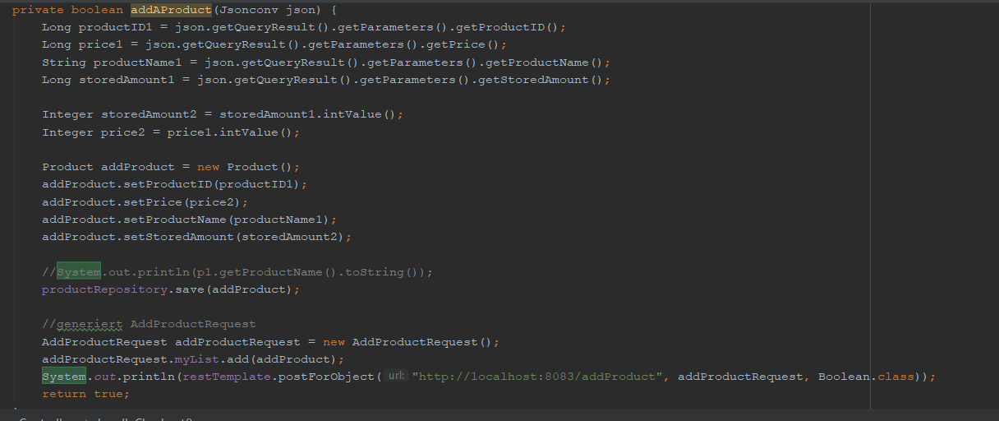 private boolean addAProduct(Jsonconv json) {
Long productID1 = json.getQueryResult().getParameters().getProductID();
Long price1 = json.getQueryResult().getParameters().getPrice();
String productName1 = json.getQueryResult().getParameters().getProductName();
Long storedAmount1 = json.getQueryResult().getParameters().getStoredAmount();
Integer storedAmount2 = storedAmount1.intValue();
Integer price2 = price1.intValue();
Product addProduct = new Product();
addProduct.setProductID(productID1);
addProduct.setPrice(price2);
addProduct.setProductName(productName1);
addProduct.setStoredAmount(storedAmount2);
//System.out.println(p1.getProductName().toString());
productRepository.save(addProduct);
//generiert AddProductRequest
AddProductRequest addProductRequest = new AddProductRequest();
addProductRequest.myList.add(addProduct);
System.out.println(restTemplate.postForObject( url: "http://localhost:8083/addProduct", addProductRequest, Boolean.class));
return true;